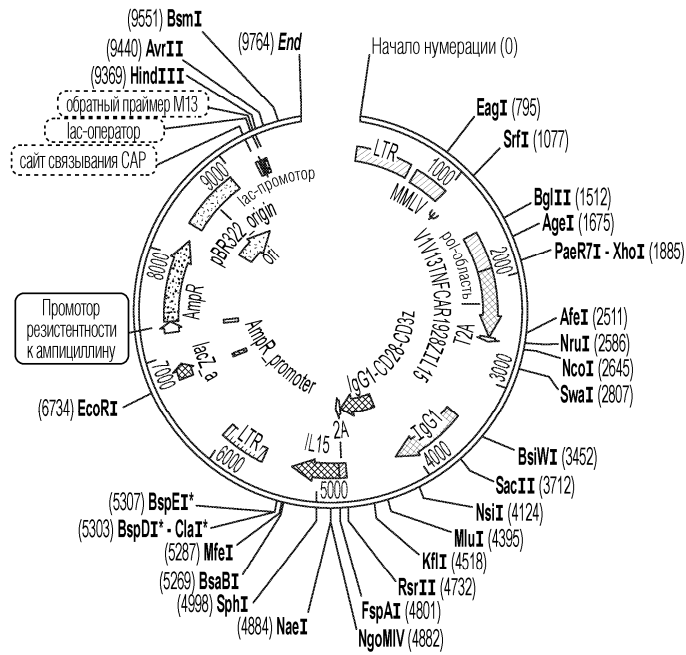 (9551) BsmI
(9764) End
Начало нумерации (0)
(9440) AvrII
(9369) HindIII
обратный праймер M13
lac-оператор
сайт связывания CAP
EagI (795)
SrfI (1077)
BglII (1512)
AgeI (1675)
PaeR7I - XhoI (1885)
AfeI (2511)
NruI (2586)
NcoI (2645)
SwaI (2807)
BsiWI (3452)
SacII (3712)
NsiI (4124)
MluI (4395)
KflI (4518)
RsrII (4732)
FspAI (4801)
NgoMIV (4882)
(4884) NaeI
(4998) SphI
(5269) BsaBI
(5287) MfeI
(5303) BspDI* - ClaI*
(5307) BspEI*
(6734) EcoRI
Промотор
резистентности
к ампициллину
LTR
MMLV Ψ
1000
pol-область
2000
V1V13TNFCAR1928Z1L15
T2A
3000
IgG1
4000
IgG1-CD28-CD3z
2A
IL15
5000
LTR
6000
lacZ_a
7000
AmpR_promoter
AmpR
8000
pBR322_origin
Ori
9000
lac-промотор